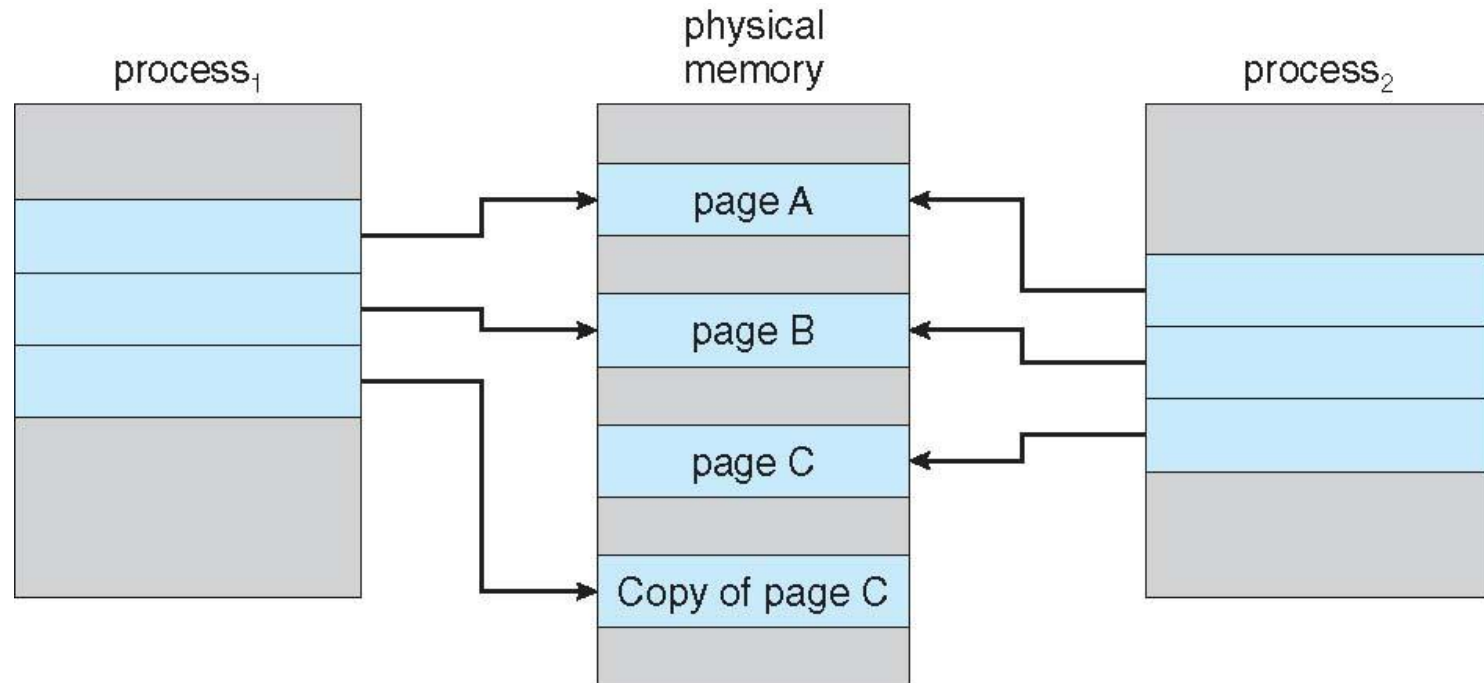 physical
memory
process₁
process₂
page A
page B
page C
Copy of page C